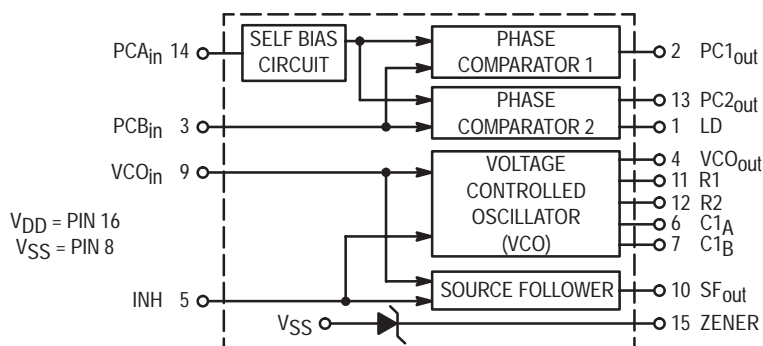 PCAin 14
SELF BIAS
CIRCUIT
PHASE
COMPARATOR 1
2 PC1out
PCBin 3
PHASE
COMPARATOR 2
13 PC2out
1 LD
VCOin 9
VOLTAGE
CONTROLLED
OSCILLATOR
(VCO)
4 VCOout
11 R1
12 R2
6 C1A
7 C1B
VDD = PIN 16
VSS = PIN 8
INH 5
SOURCE FOLLOWER
10 SFout
VSS
15 ZENER